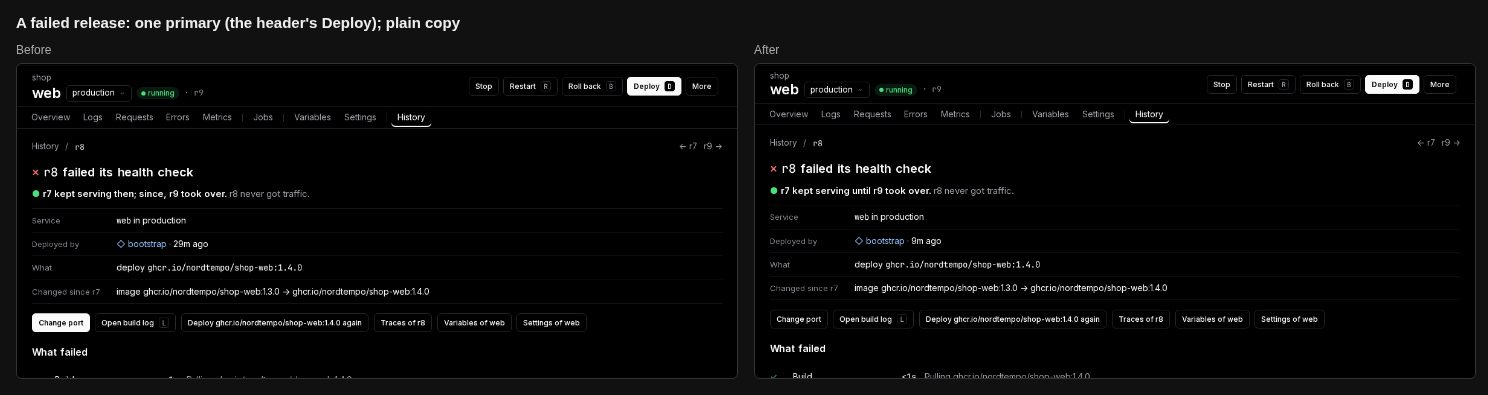 A failed release: one primary (the header's Deploy); plain copy
Before
shop
web production running · r9 Stop Restart R Roll back B Deploy D More
Overview Logs Requests Errors Metrics Jobs Variables Settings History
History / r8 ← r7 r9 →
× r8 failed its health check
r7 kept serving then; since, r9 took over. r8 never got traffic.
Service web in production
Deployed by ◇ bootstrap · 29m ago
What deploy ghcr.io/nordtempo/shop-web:1.4.0
Changed since r7 image ghcr.io/nordtempo/shop-web:1.3.0 → ghcr.io/nordtempo/shop-web:1.4.0
Change port Open build log L Deploy ghcr.io/nordtempo/shop-web:1.4.0 again Traces of r8 Variables of web Settings of web
What failed
After
shop
web production running · r9 Stop Restart R Roll back B Deploy D More
Overview Logs Requests Errors Metrics Jobs Variables Settings History
History / r8 ← r7 r9 →
× r8 failed its health check
r7 kept serving until r9 took over. r8 never got traffic.
Service web in production
Deployed by ◇ bootstrap · 9m ago
What deploy ghcr.io/nordtempo/shop-web:1.4.0
Changed since r7 image ghcr.io/nordtempo/shop-web:1.3.0 → ghcr.io/nordtempo/shop-web:1.4.0
Change port Open build log L Deploy ghcr.io/nordtempo/shop-web:1.4.0 again Traces of r8 Variables of web Settings of web
What failed
✓ Build <1s Pulling ghcr.io/nordtempo/shop-web:1.4.0